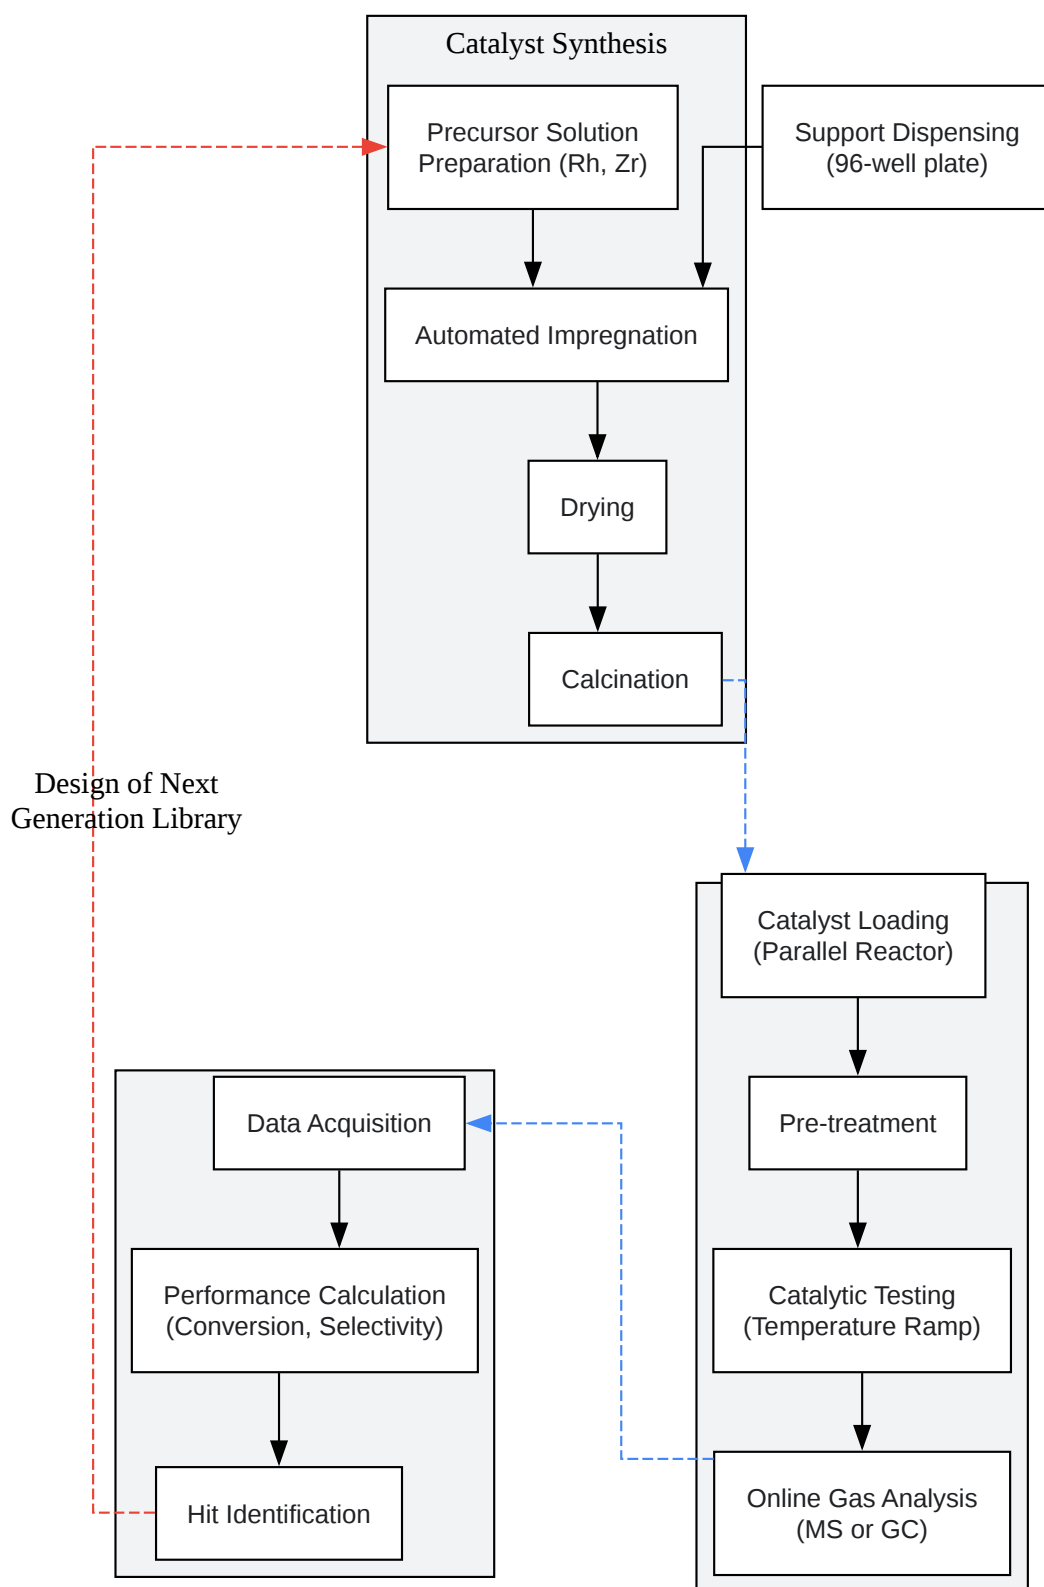 Catalyst Synthesis
Precursor Solution
Preparation (Rh, Zr)
Support Dispensing
(96-well plate)
Automated Impregnation
Drying
Calcination
Design of Next
Generation Library
Catalyst Loading
(Parallel Reactor)
Pre-treatment
Catalytic Testing
(Temperature Ramp)
Online Gas Analysis
(MS or GC)
Data Acquisition
Performance Calculation
(Conversion, Selectivity)
Hit Identification